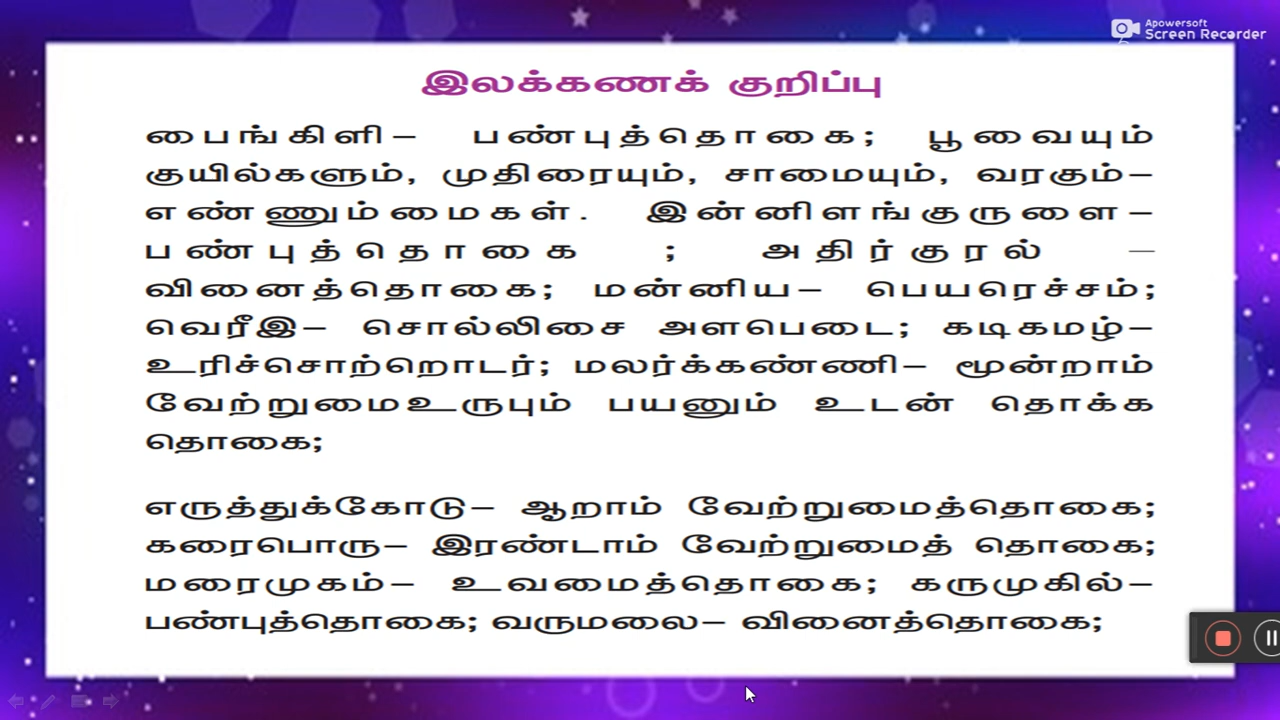 Apowersoft
Screen Recorder
இலக்கணக் குறிப்பு
பைங்கிளி– பண்புத்தொகை; பூவையும்
குயில்களும், முதிரையும், சாமையும், வரகும்–
எண்ணும்மைகள். இன்னிளங்குருளை–
பண்புத்தொகை ; அதிர்குரல் –
வினைத்தொகை; மன்னிய– பெயரெச்சம்;
வெரீஇ– சொல்லிசை அளபெடை; கடிகமழ்–
உரிச்சொற்றொடர்; மலர்க்கண்ணி– மூன்றாம்
வேற்றுமைஉருபும் பயனும் உடன் தொக்க
தொகை;
எருத்துக்கோடு– ஆறாம் வேற்றுமைத்தொகை;
கரைபொரு– இரண்டாம் வேற்றுமைத் தொகை;
மரைமுகம்– உவமைத்தொகை; கருமுகில்–
பண்புத்தொகை; வருமலை– வினைத்தொகை;